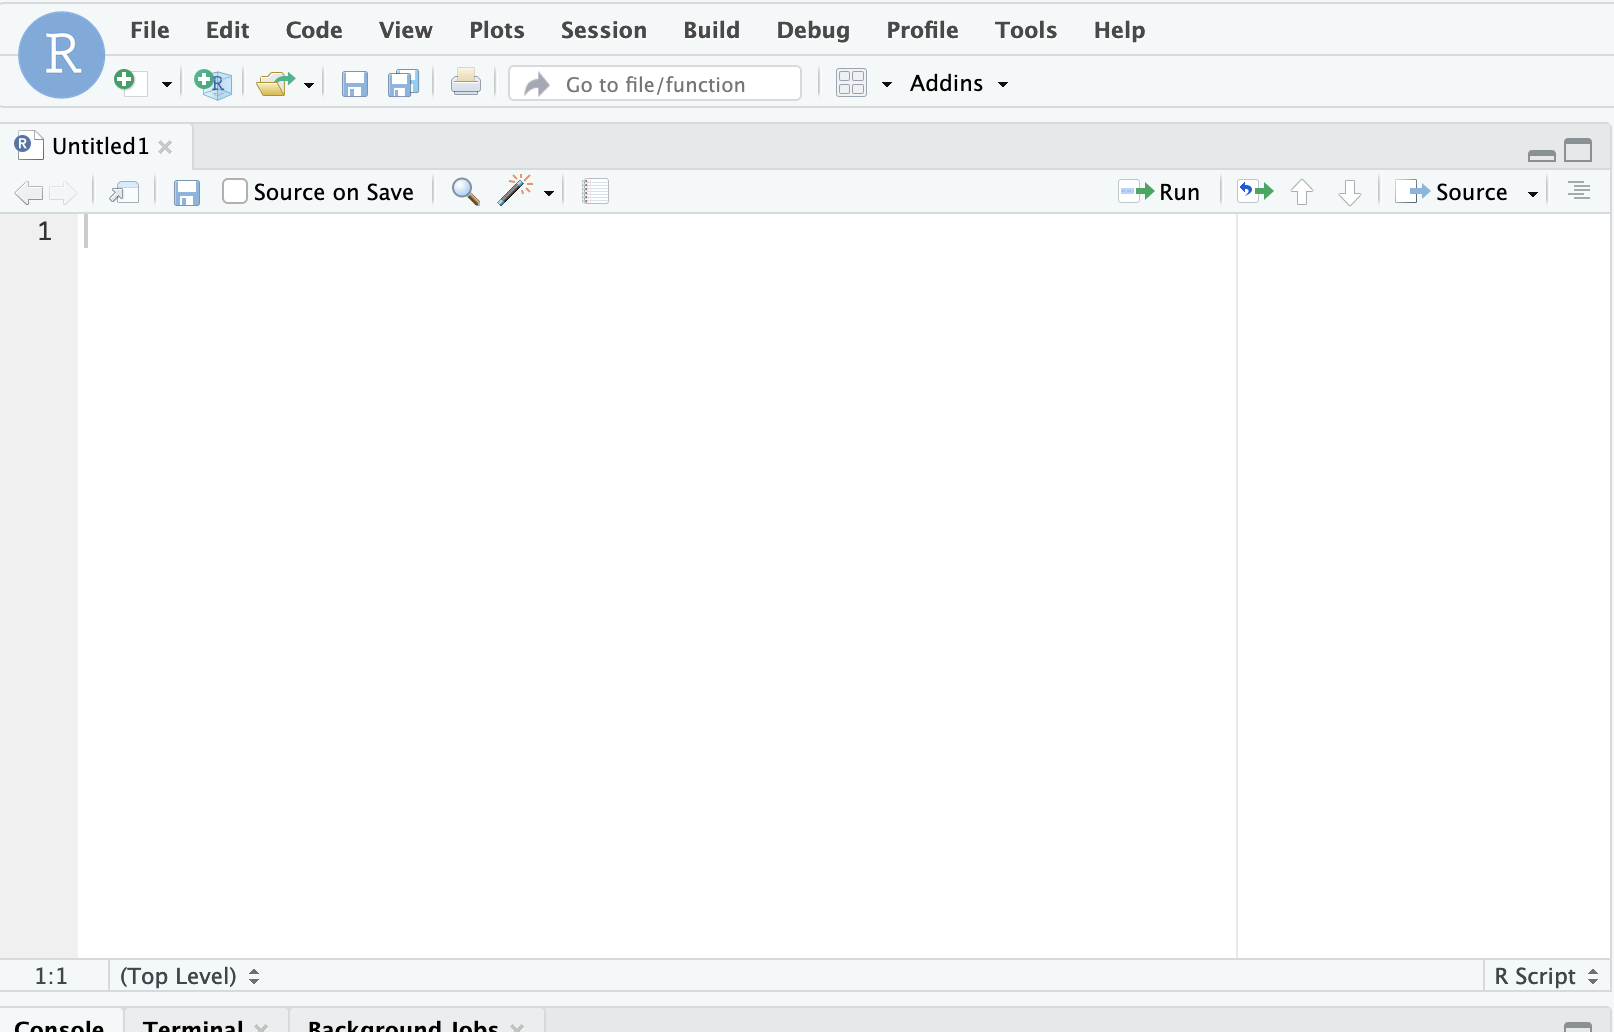 R File Edit Code View Plots Session Build Debug Profile Tools Help
R Go to file/function Addins
R Untitled1
Source on Save Run Source
1
1:1 (Top Level) R Script
Console Terminal Background Jobs